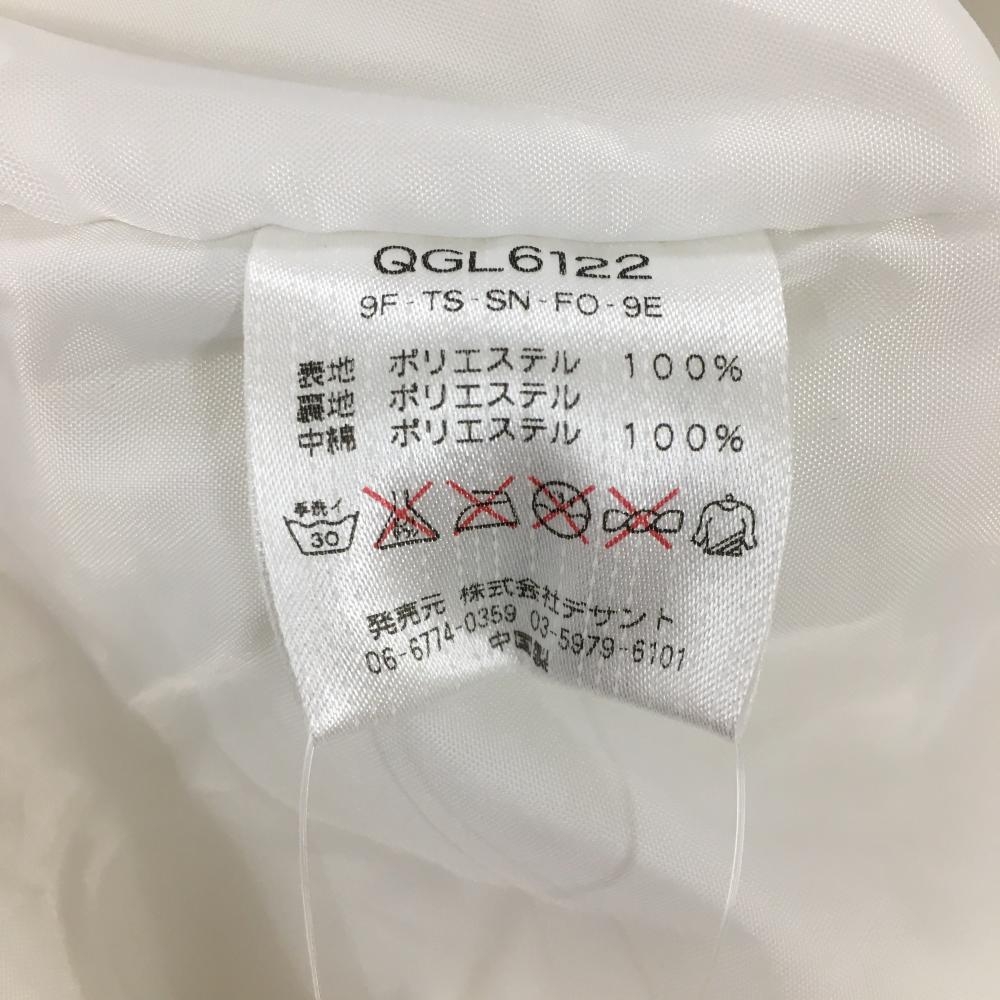 QGL6122
9F-TS-SN-FO-9E
表地 ポリエステル 100%
裏地 ポリエステル
中綿 ポリエステル 100%
手洗イ
30
発売元 株式会社デサント
06-6774-0359 03-5979-6101
中国製